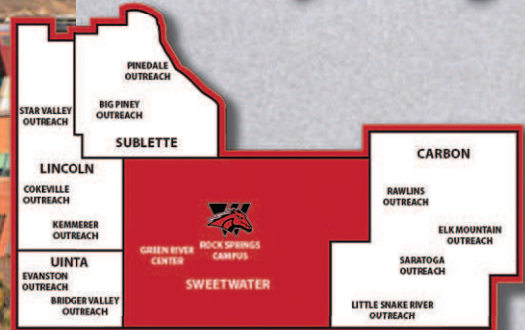 PINEDALE
OUTREACH
STAR VALLEY
OUTREACH
BIG PINEY
OUTREACH
SUBLETTE
LINCOLN
COKEVILLE
OUTREACH
KEMMERER
OUTREACH
UINTA
EVANSTON
OUTREACH
BRIDGER VALLEY
OUTREACH
GREEN RIVER
CENTER
ROCK SPRINGS
CAMPUS
SWEETWATER
CARBON
RAWLINS
OUTREACH
ELK MOUNTAIN
OUTREACH
SARATOGA
OUTREACH
LITTLE SNAKE RIVER
OUTREACH